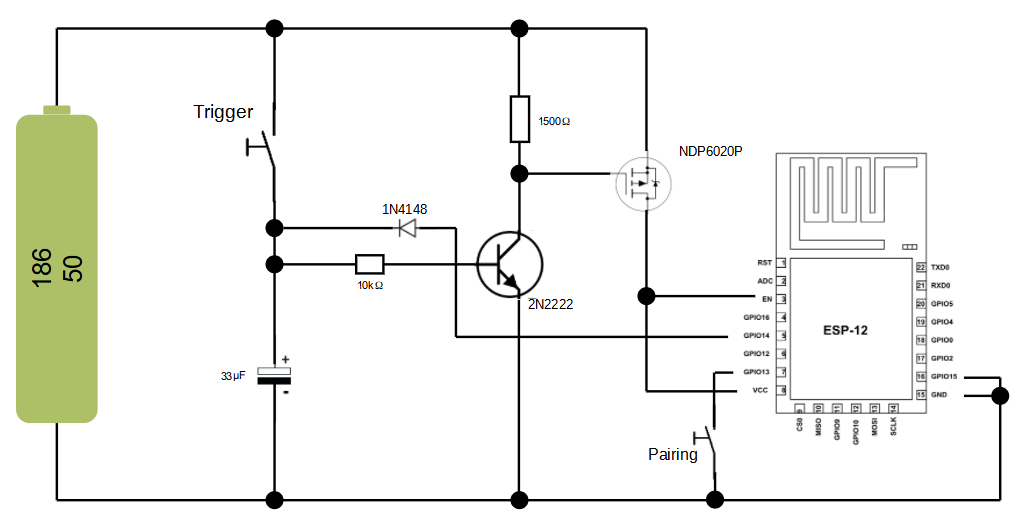 Trigger
186
50
1500Ω
NDP6020P
1N4148
10kΩ
2N2222
33µF
+
-
Pairing
ESP-12
RST 1
ADC 2
EN 3
GPIO16 4
GPIO14 5
GPIO12 6
GPIO13 7
VCC 8
22 TXD0
21 RXD0
20 GPIO5
19 GPIO4
18 GPIO0
17 GPIO2
16 GPIO15
15 GND
9 10 11 12 13 14
CS0 MISO GPIO9 GPIO10 MOSI SCLK